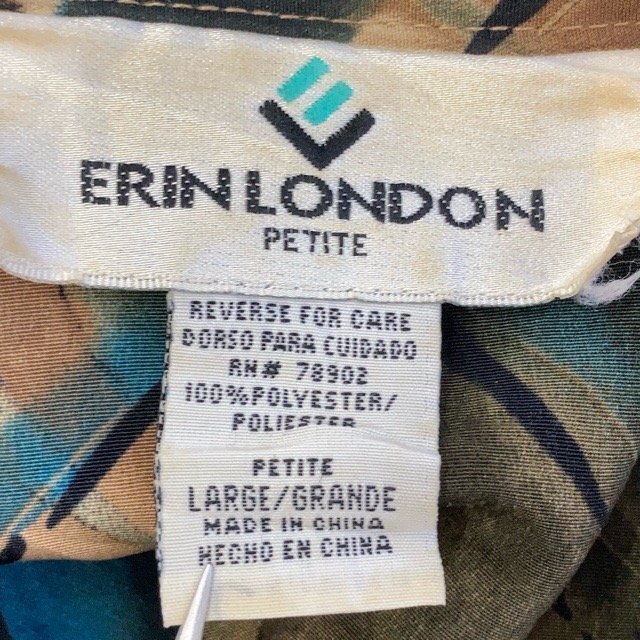 ERIN LONDON
PETITE
REVERSE FOR CARE
DORSO PARA CUIDADO
RN# 78902
100% POLYESTER/
POLIESTER
PETITE
LARGE/GRANDE
MADE IN CHINA
HECHO EN CHINA